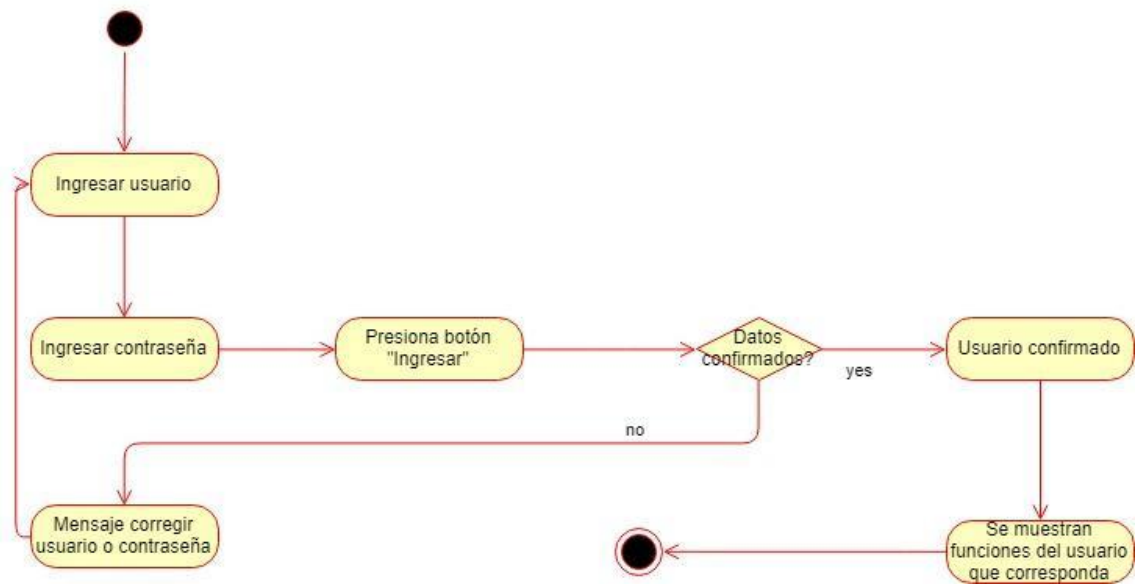 Ingresar usuario
Ingresar contraseña
Presiona botón
"Ingresar"
Datos
confirmados?
yes
Usuario confirmado
no
Mensaje corregir
usuario o contraseña
Se muestran
funciones del usuario
que corresponda